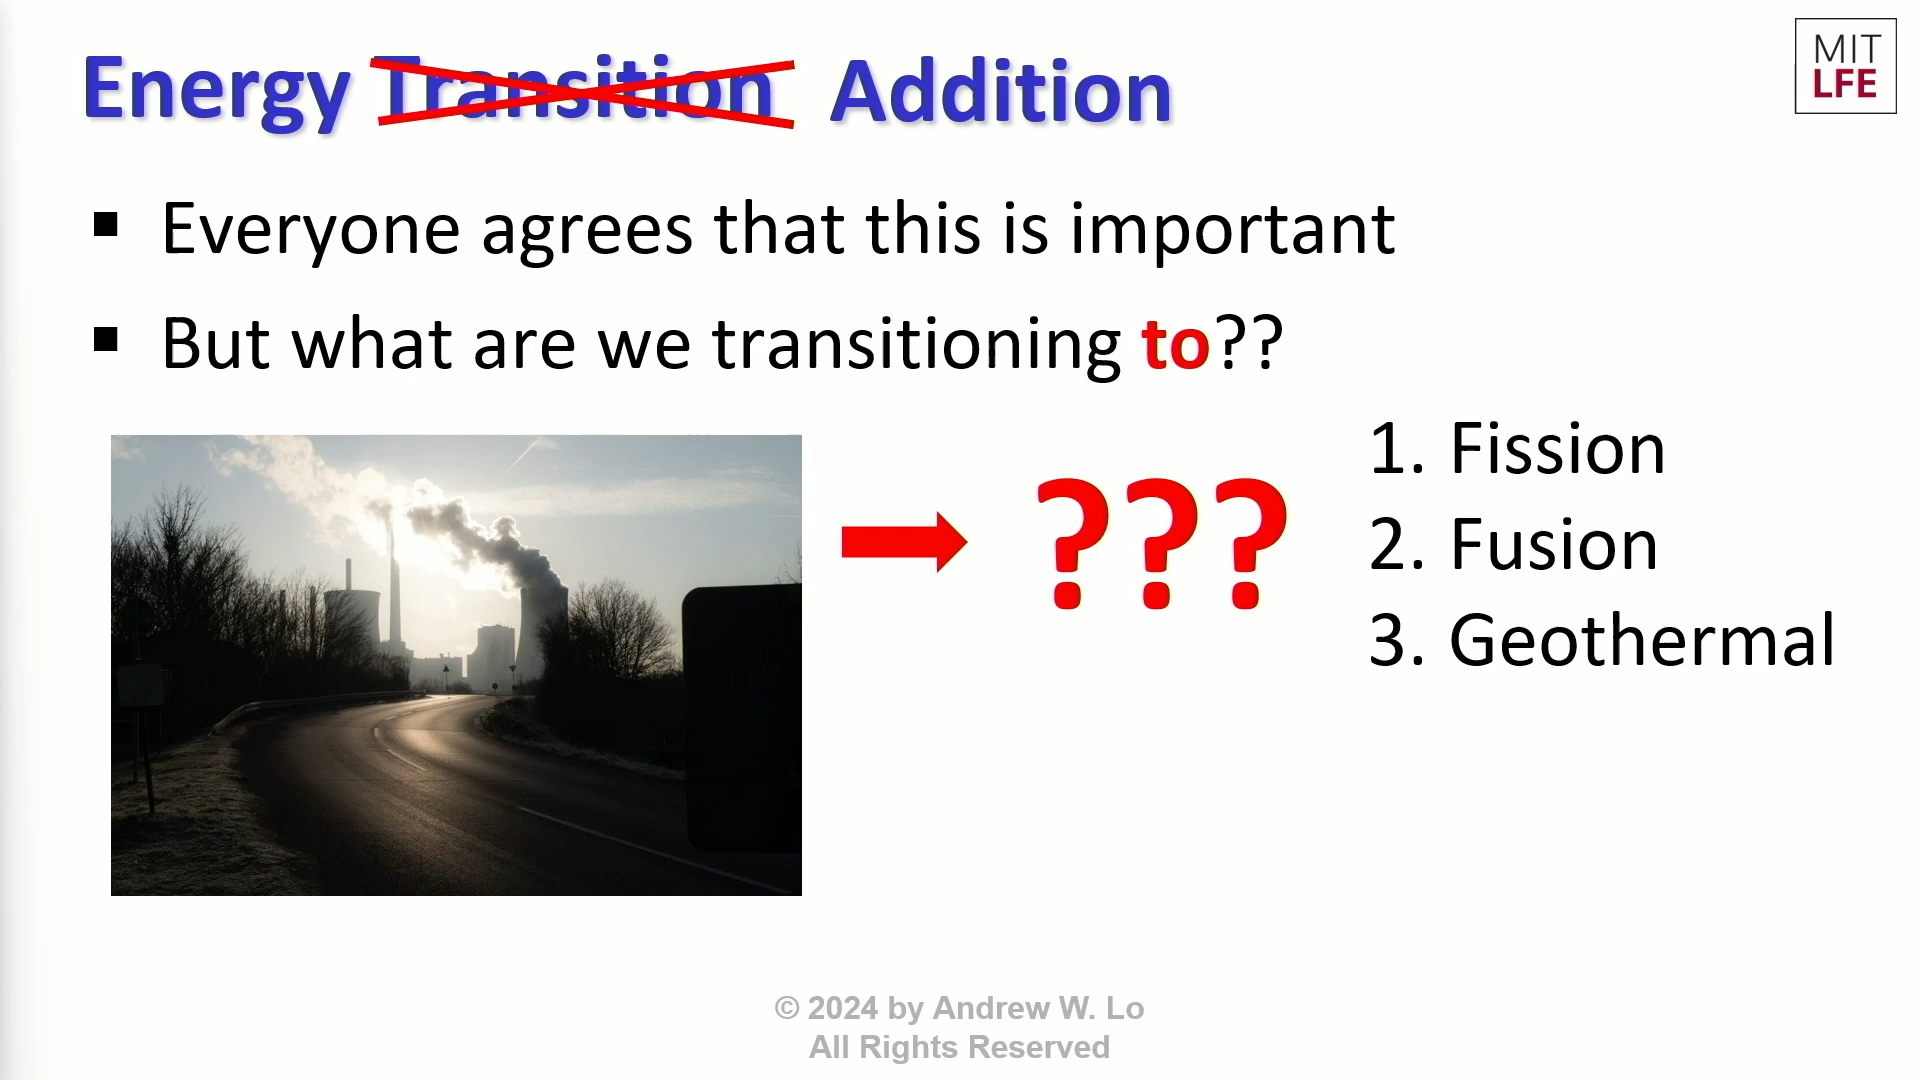 Energy Transition Addition
MIT
LFE
▪ Everyone agrees that this is important
▪ But what are we transitioning to??
???
1. Fission
2. Fusion
3. Geothermal
© 2024 by Andrew W. Lo
All Rights Reserved